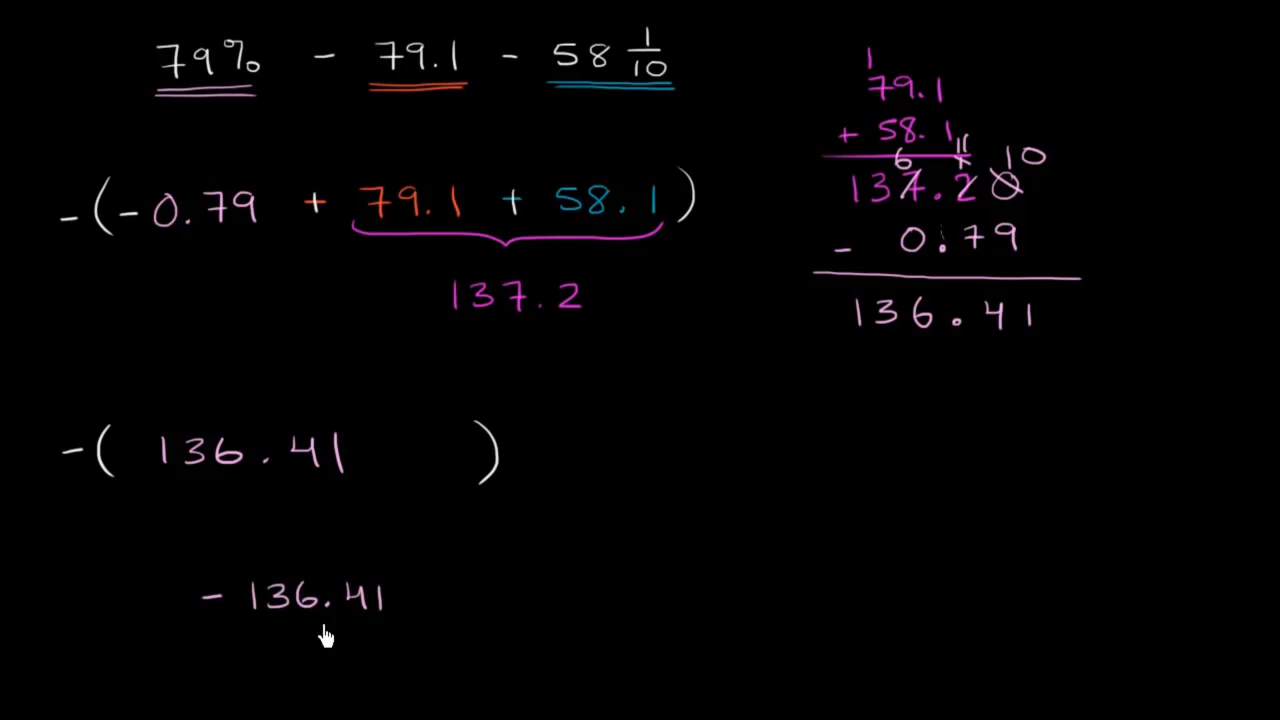 79% - 79.1 - 58 1/10
-(-0.79 + 79.1 + 58.1)
137.2
-( 136.41 )
- 136.41
1
79.1
+ 58.1
6 11 10
137.20
- 0.79
136.41